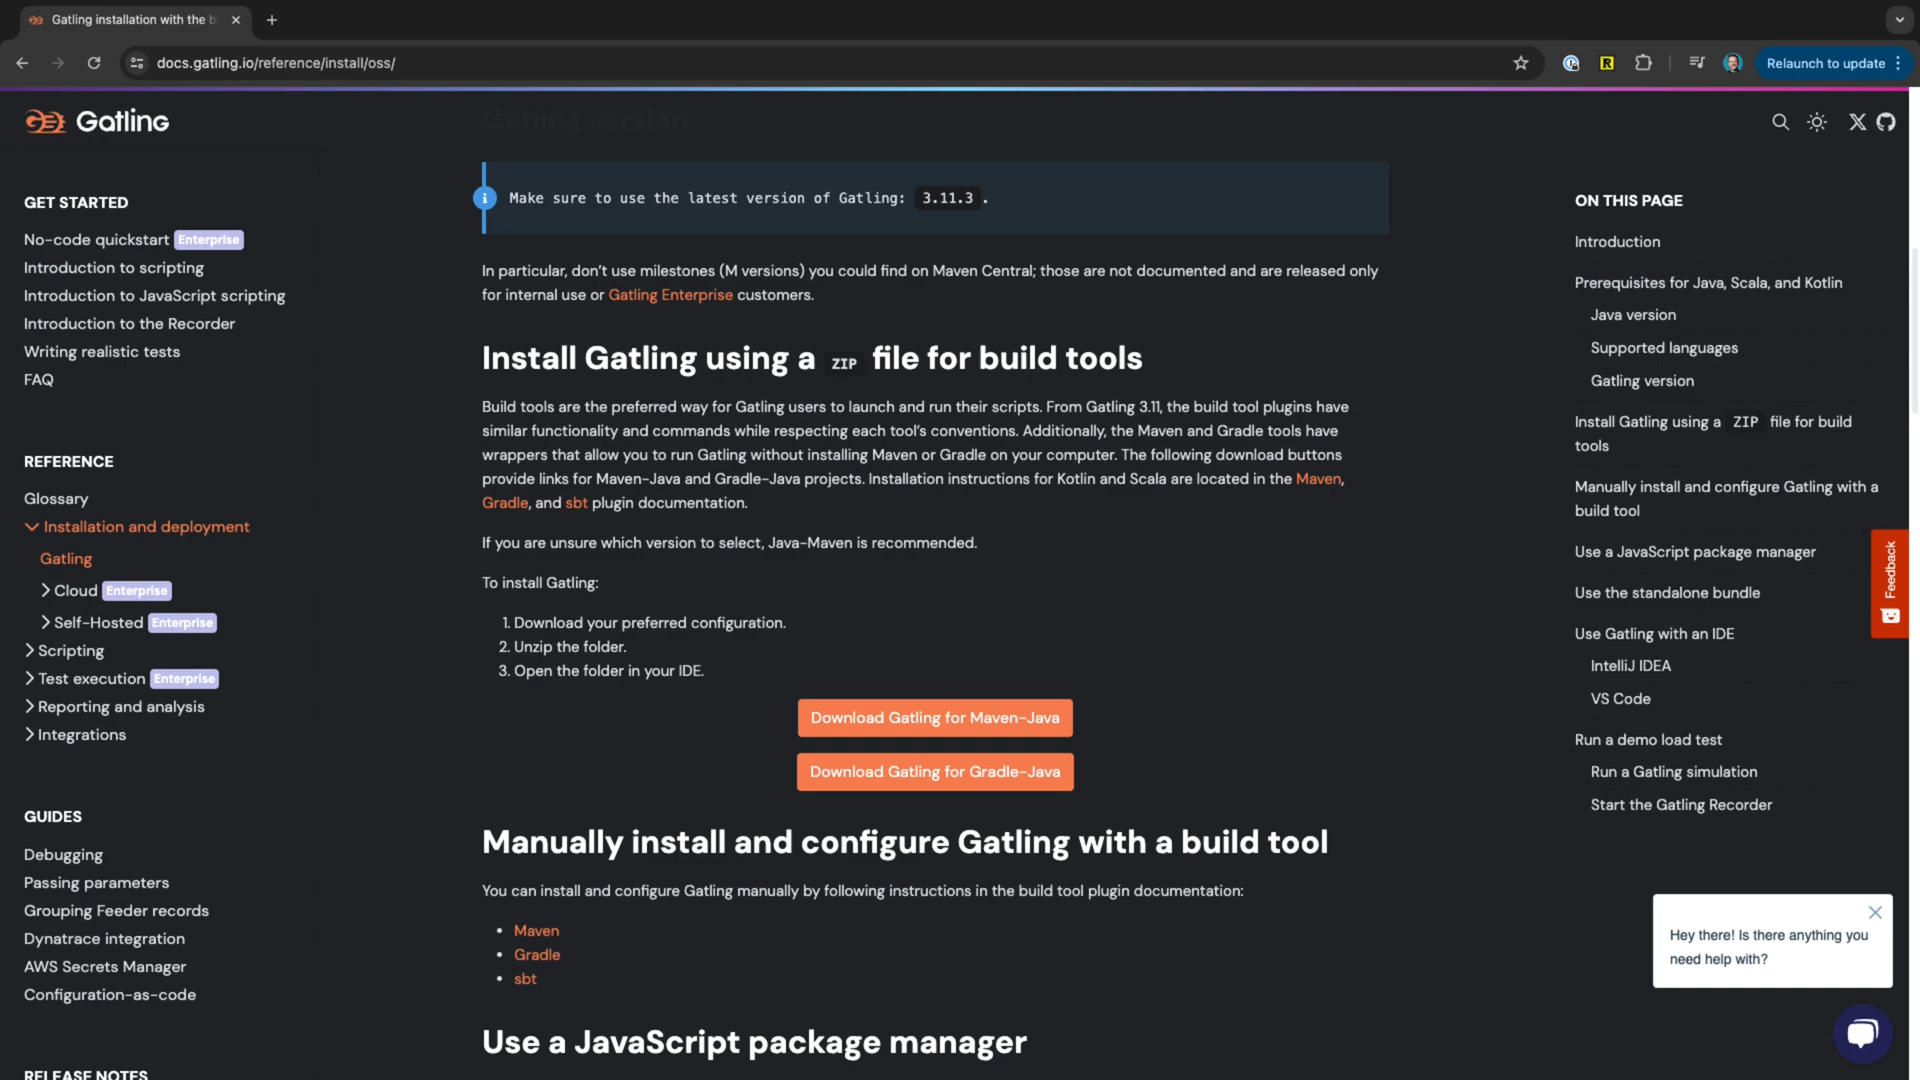 Gatling installation with the b
docs.gatling.io/reference/install/oss/
Relaunch to update
Gatling
Gatling version
GET STARTED
No-code quickstart Enterprise
Introduction to scripting
Introduction to JavaScript scripting
Introduction to the Recorder
Writing realistic tests
FAQ
REFERENCE
Glossary
Installation and deployment
Gatling
Cloud Enterprise
Self-Hosted Enterprise
Scripting
Test execution Enterprise
Reporting and analysis
Integrations
GUIDES
Debugging
Passing parameters
Grouping Feeder records
Dynatrace integration
AWS Secrets Manager
Configuration-as-code
RELEASE NOTES
Make sure to use the latest version of Gatling: 3.11.3 .
In particular, don't use milestones (M versions) you could find on Maven Central; those are not documented and are released only
for internal use or Gatling Enterprise customers.
Install Gatling using a ZIP file for build tools
Build tools are the preferred way for Gatling users to launch and run their scripts. From Gatling 3.11, the build tool plugins have
similar functionality and commands while respecting each tool's conventions. Additionally, the Maven and Gradle tools have
wrappers that allow you to run Gatling without installing Maven or Gradle on your computer. The following download buttons
provide links for Maven-Java and Gradle-Java projects. Installation instructions for Kotlin and Scala are located in the Maven,
Gradle, and sbt plugin documentation.
If you are unsure which version to select, Java-Maven is recommended.
To install Gatling:
1. Download your preferred configuration.
2. Unzip the folder.
3. Open the folder in your IDE.
Download Gatling for Maven-Java
Download Gatling for Gradle-Java
Manually install and configure Gatling with a build tool
You can install and configure Gatling manually by following instructions in the build tool plugin documentation:
• Maven
• Gradle
• sbt
Use a JavaScript package manager
ON THIS PAGE
Introduction
Prerequisites for Java, Scala, and Kotlin
Java version
Supported languages
Gatling version
Install Gatling using a ZIP file for build
tools
Manually install and configure Gatling with a
build tool
Use a JavaScript package manager
Use the standalone bundle
Use Gatling with an IDE
IntelliJ IDEA
VS Code
Run a demo load test
Run a Gatling simulation
Start the Gatling Recorder
Feedback
Hey there! Is there anything you
need help with?